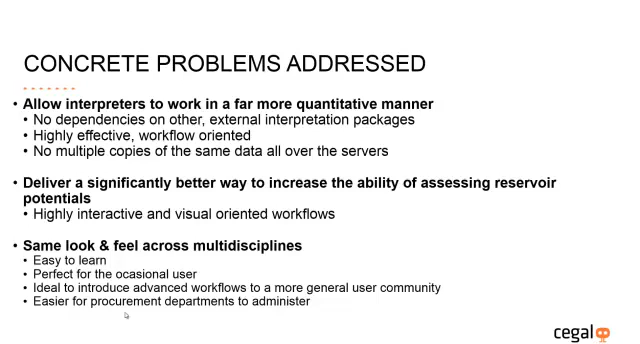 CONCRETE PROBLEMS ADDRESSED
• Allow interpreters to work in a far more quantitative manner
• No dependencies on other, external interpretation packages
• Highly effective, workflow oriented
• No multiple copies of the same data all over the servers
• Deliver a significantly better way to increase the ability of assessing reservoir
potentials
• Highly interactive and visual oriented workflows
• Same look & feel across multidisciplines
• Easy to learn
• Perfect for the ocasional user
• Ideal to introduce advanced workflows to a more general user community
• Easier for procurement departments to administer
cegal